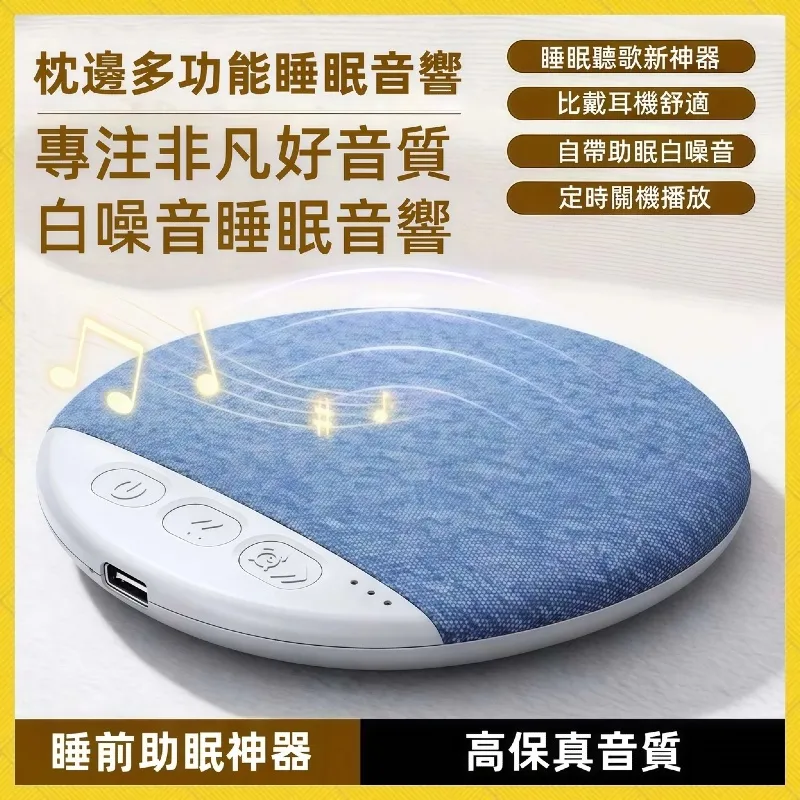 枕邊多功能睡眠音響
專注非凡好音質
白噪音睡眠音響
睡眠聽歌新神器
比戴耳機舒適
自帶助眠白噪音
定時關機播放
睡前助眠神器
高保真音質